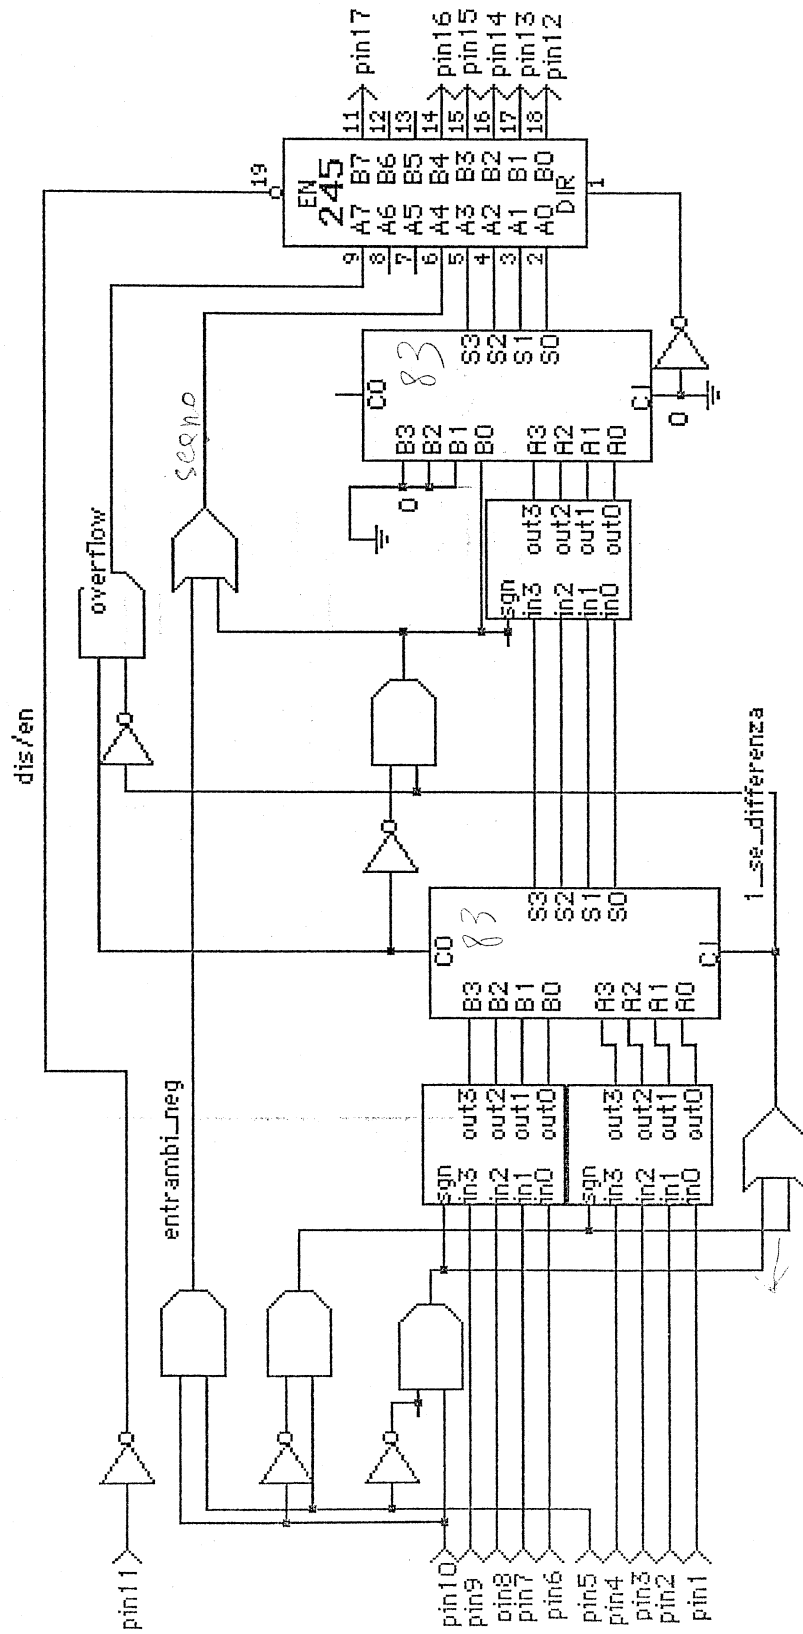 pin17
pin16
pin15
pin14
pin13
pin12
11
12
13
14
15
16
17
18
19
EN
245
A7 B7
A6 B6
A5 B5
A4 B4
A3 B3
A2 B2
A1 B1
A0 B0
DIR
1
9
8
7
6
5
4
3
2
dis/en
overflow
segno
CO
83
S3
S2
S1
S0
B3
B2
B1
B0
A3
A2
A1
A0
CI
0
0
sgn
in3 out3
in2 out2
in1 out1
in0 out0
1_se_differenza
CO
83
S3
S2
S1
S0
B3
B2
B1
B0
A3
A2
A1
A0
CI
entrambi_neg
sgn
in3 out3
in2 out2
in1 out1
in0 out0
sgn
in3 out3
in2 out2
in1 out1
in0 out0
pin11
pin10
pin9
pin8
pin7
pin6
pin5
pin4
pin3
pin2
pin1